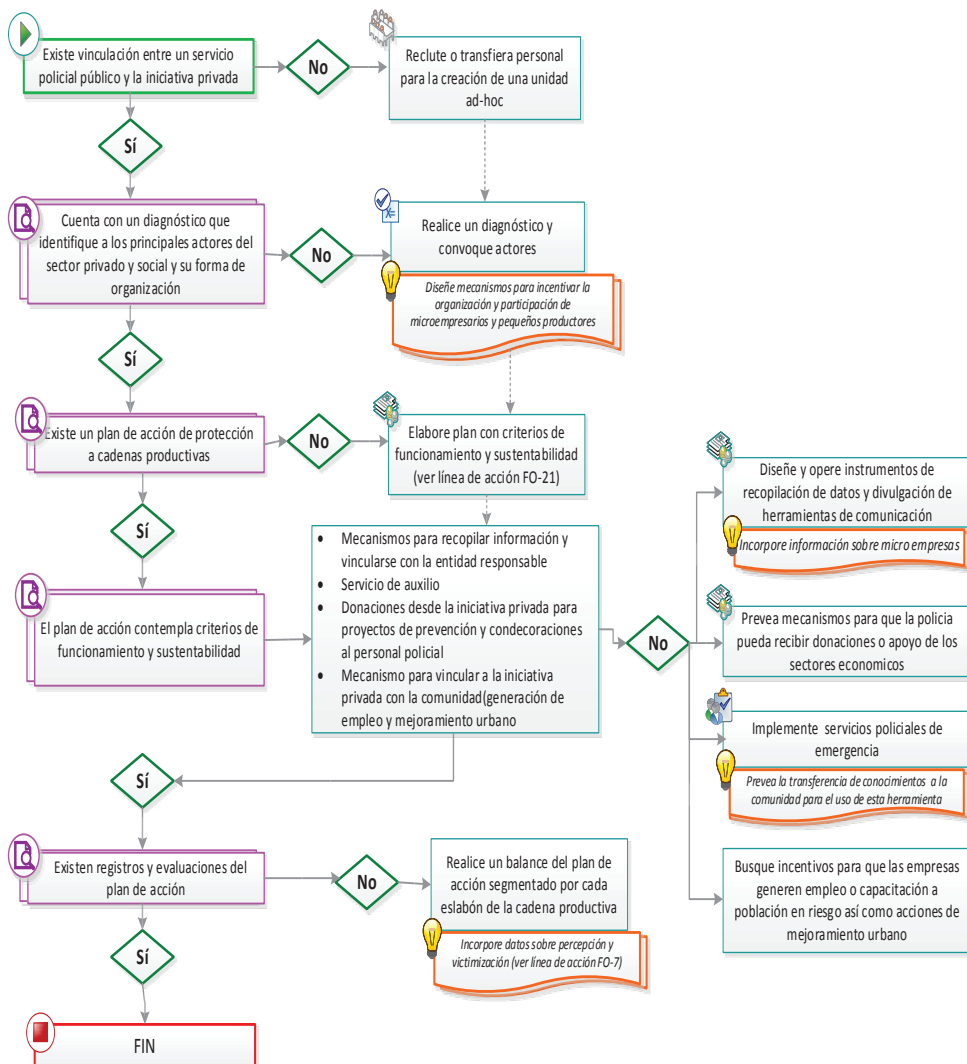 Existe vinculación entre un servicio
policial público y la iniciativa privada
No
Reclute o transfiera personal
para la creación de una unidad
ad-hoc
Sí
Cuenta con un diagnóstico que
identifique a los principales actores del
sector privado y social y su forma de
organización
No
Realice un diagnóstico y
convoque actores
Diseñe mecanismos para incentivar la
organización y participación de
microempresarios y pequeños productores
Sí
Existe un plan de acción de protección
a cadenas productivas
No
Elabore plan con criterios de
funcionamiento y sustentabilidad
(ver línea de acción FO-21)
Sí
El plan de acción contempla criterios de
funcionamiento y sustentabilidad
• Mecanismos para recopilar información y
vincularse con la entidad responsable
• Servicio de auxilio
• Donaciones desde la iniciativa privada para
proyectos de prevención y condecoraciones
al personal policial
• Mecanismo para vincular a la iniciativa
privada con la comunidad(generación de
empleo y mejoramiento urbano
No
Diseñe y opere instrumentos de
recopilación de datos y divulgación de
herramientas de comunicación
Incorpore información sobre micro empresas
Prevea mecanismos para que la policia
pueda recibir donaciones o apoyo de los
sectores economicos
Implemente servicios policiales de
emergencia
Prevea la transferencia de conocimientos a la
comunidad para el uso de esta herramienta
Busque incentivos para que las empresas
generen empleo o capacitación a
población en riesgo así como acciones de
mejoramiento urbano
Sí
Existen registros y evaluaciones del
plan de acción
No
Realice un balance del plan de
acción segmentado por cada
eslabón de la cadena productiva
Incorpore datos sobre percepción y
victimización (ver línea de acción FO-7)
Sí
FIN